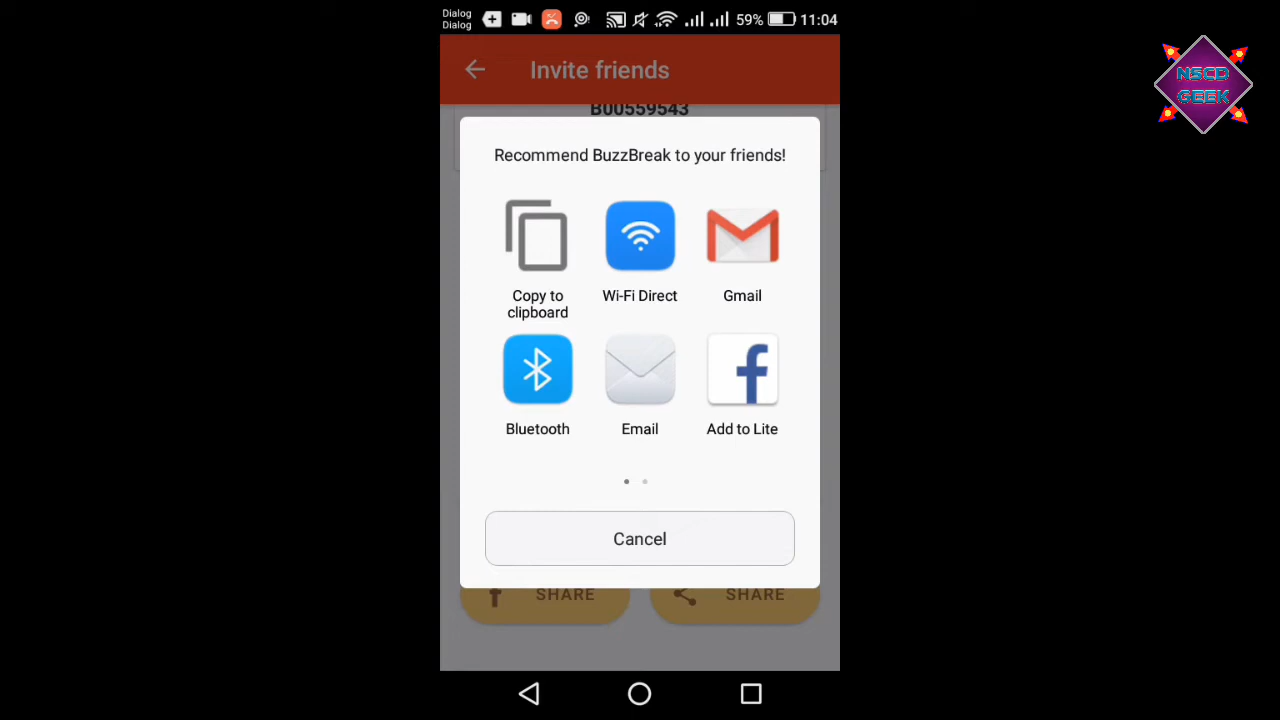 Dialog
Dialog
59% 11:04
Invite friends
B00559543
Recommend BuzzBreak to your friends!
Copy to
clipboard
Wi-Fi Direct
Gmail
Bluetooth
Email
Add to Lite
Cancel
SHARE
SHARE
NSCD
GEEK